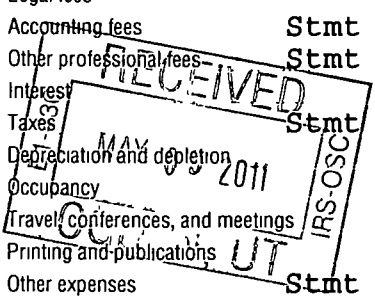 Legal fees
Accounting fees Stmt
Other professional fees Stmt
RECEIVED
Interest
Taxes Stmt
MAY 2011
Depreciation and depletion
IRS-OSC
Occupancy
Travel, conferences, and meetings
UT
Printing and publications
Other expenses Stmt